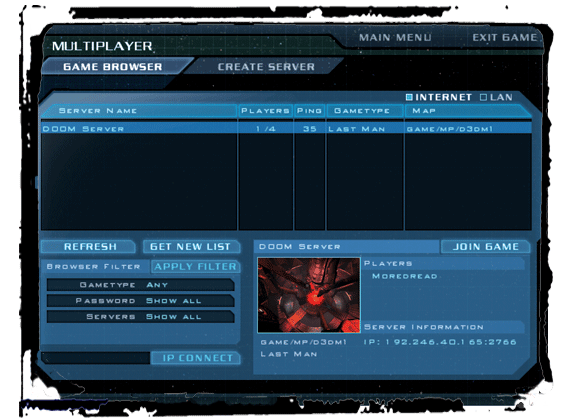 MULTIPLAYER
MAIN MENU
EXIT GAME
GAME BROWSER
CREATE SERVER
INTERNET
LAN
SERVER NAME PLAYERS PING GAMETYPE MAP
DOOM SERVER 1/4 35 LAST MAN GAME/MP/D3DM1
REFRESH
GET NEW LIST
BROWSER FILTER
APPLY FILTER
GAMETYPE ANY
PASSWORD SHOW ALL
SERVERS SHOW ALL
IP CONNECT
DOOM SERVER
JOIN GAME
PLAYERS
MOREDREAD
SERVER INFORMATION
GAME/MP/D3DM1 IP: 192.246.40.165:2766
LAST MAN